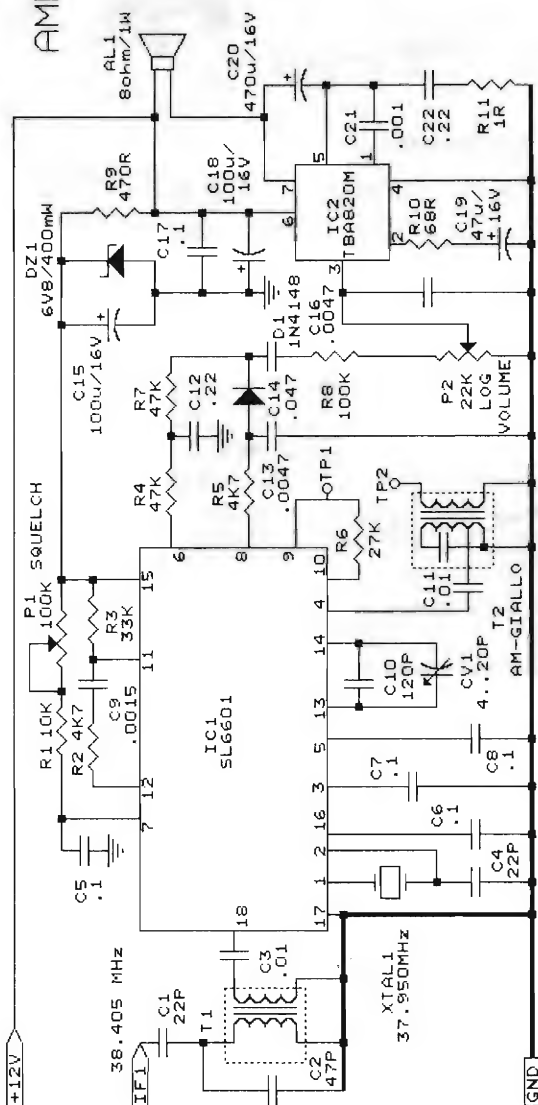 AM
+12V
IF1
38.405 MHz
C1
22P
T1
C2
47P
C3
.01
18
XTAL1
37.950MHz
GND
C5
.1
R1 10K
R2 4K7
P1
100K
SQUELCH
R3
33K
C9
.0015
7
12
11
15
IC1
SL6601
17
1
2
16
3
5
13
14
4
10
9
8
6
C4
22P
C6
.1
C7
.1
C8
.1
C10
120P
CV1
4..20P
C11
.01
T2
AM-GIALLO
TP2
R6
27K
TP1
R4
47K
R7
47K
R5
4K7
C12
.22
C13
.0047
C14
.047
D1
1N4148
R8
100K
P2
22K
LOG
VOLUME
C16
.0047
C15
100u/16V
DZ1
6V8/400mW
R9
470R
C17
.1
C18
100u/
16V
AL1
8ohm/1W
C20
470u/16V
IC2
TBA820M
7
6
5
1
4
2
3
R10
68R
C19
47u/
16V
C21
.001
C22
.22
R11
1R